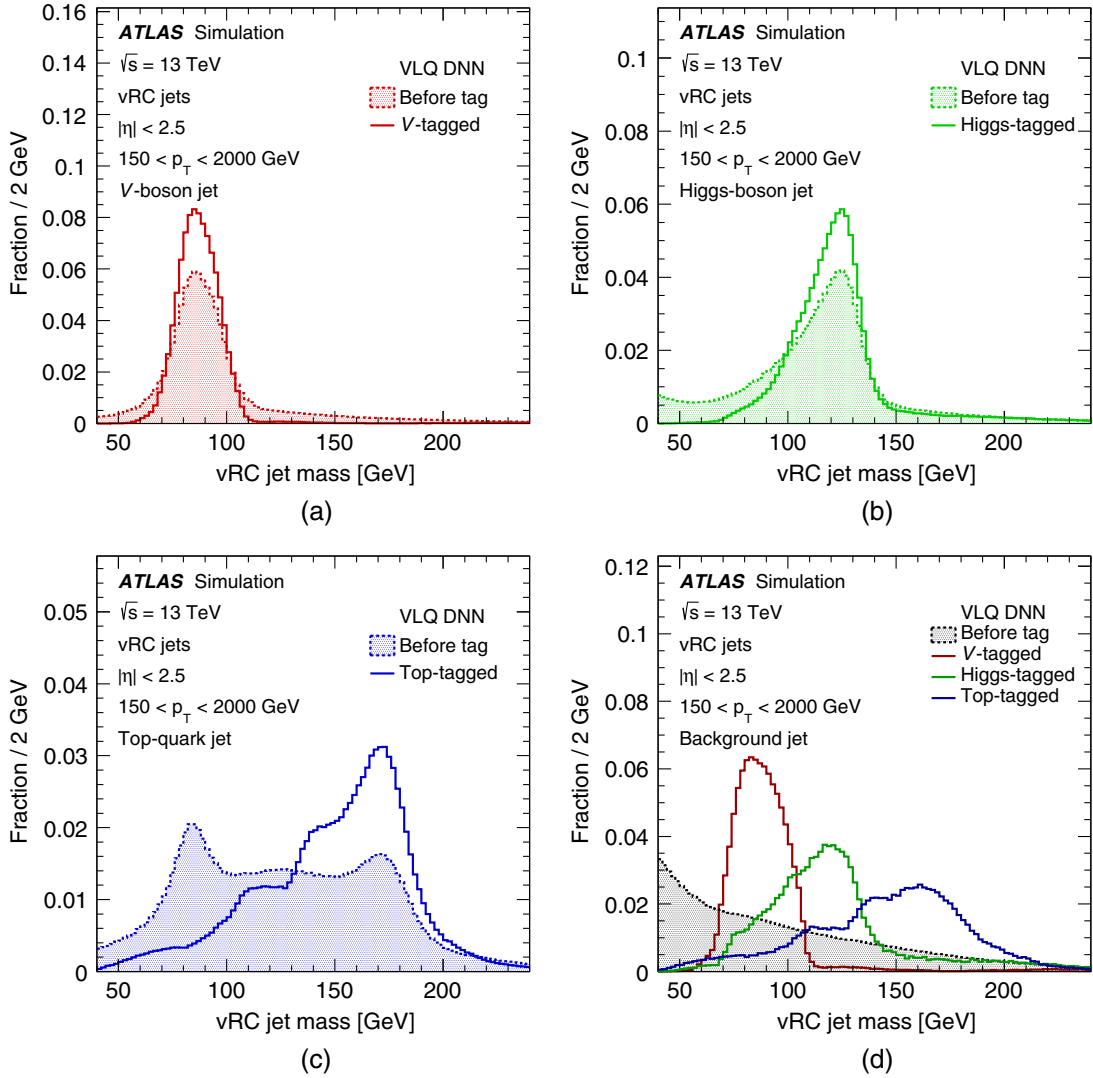 ATLAS Simulation
√s = 13 TeV
vRC jets
|η| < 2.5
150 < p_T < 2000 GeV
V-boson jet
VLQ DNN
Before tag
V-tagged
Fraction / 2 GeV
0.16
0.14
0.12
0.1
0.08
0.06
0.04
0.02
0
50 100 150 200
vRC jet mass [GeV]
(a)
ATLAS Simulation
√s = 13 TeV
vRC jets
|η| < 2.5
150 < p_T < 2000 GeV
Higgs-boson jet
VLQ DNN
Before tag
Higgs-tagged
Fraction / 2 GeV
0.1
0.08
0.06
0.04
0.02
0
50 100 150 200
vRC jet mass [GeV]
(b)
ATLAS Simulation
√s = 13 TeV
vRC jets
|η| < 2.5
150 < p_T < 2000 GeV
Top-quark jet
VLQ DNN
Before tag
Top-tagged
Fraction / 2 GeV
0.05
0.04
0.03
0.02
0.01
0
50 100 150 200
vRC jet mass [GeV]
(c)
ATLAS Simulation
√s = 13 TeV
vRC jets
|η| < 2.5
150 < p_T < 2000 GeV
Background jet
VLQ DNN
Before tag
V-tagged
Higgs-tagged
Top-tagged
Fraction / 2 GeV
0.12
0.1
0.08
0.06
0.04
0.02
0
50 100 150 200
vRC jet mass [GeV]
(d)